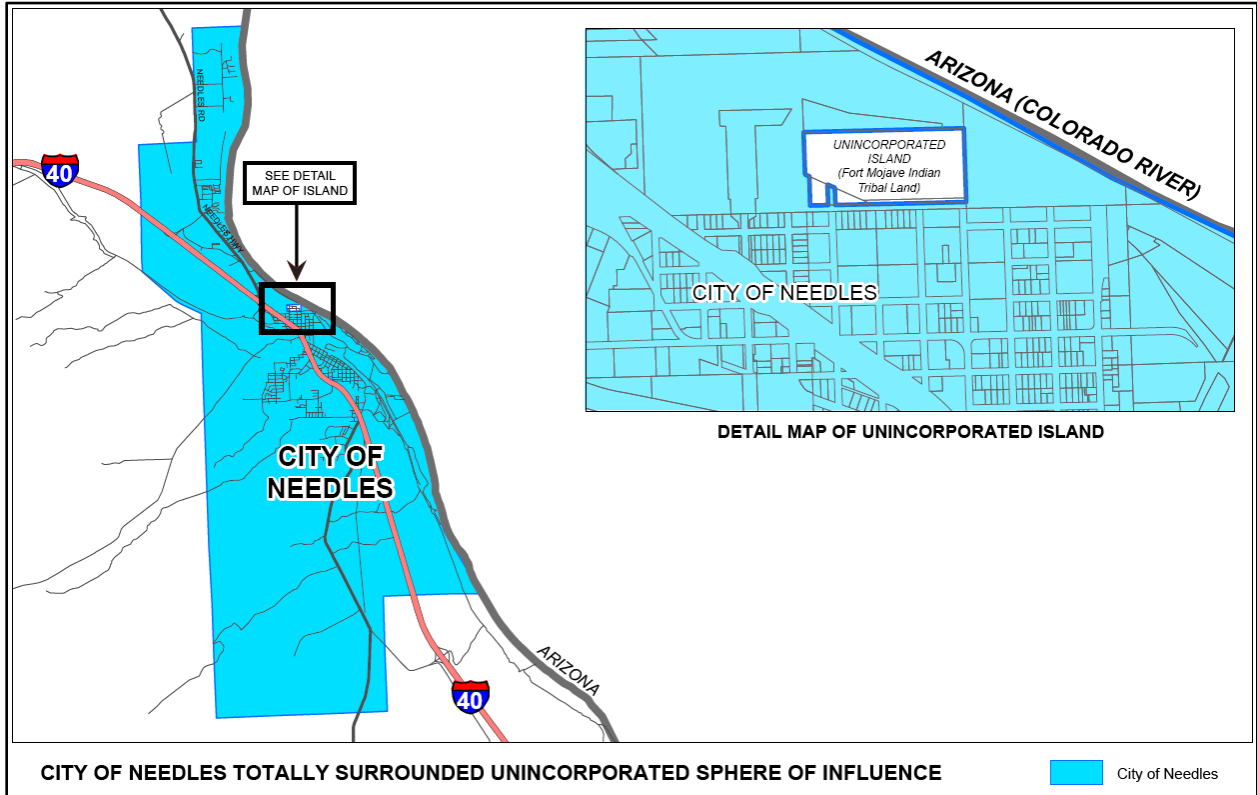 NEEDLES RD
40
SEE DETAIL
MAP OF ISLAND
NEEDLES HWY
CITY OF
NEEDLES
ARIZONA
40
ARIZONA (COLORADO RIVER)
UNINCORPORATED
ISLAND
(Fort Mojave Indian
Tribal Land)
CITY OF NEEDLES
DETAIL MAP OF UNINCORPORATED ISLAND
CITY OF NEEDLES TOTALLY SURROUNDED UNINCORPORATED SPHERE OF INFLUENCE
City of Needles